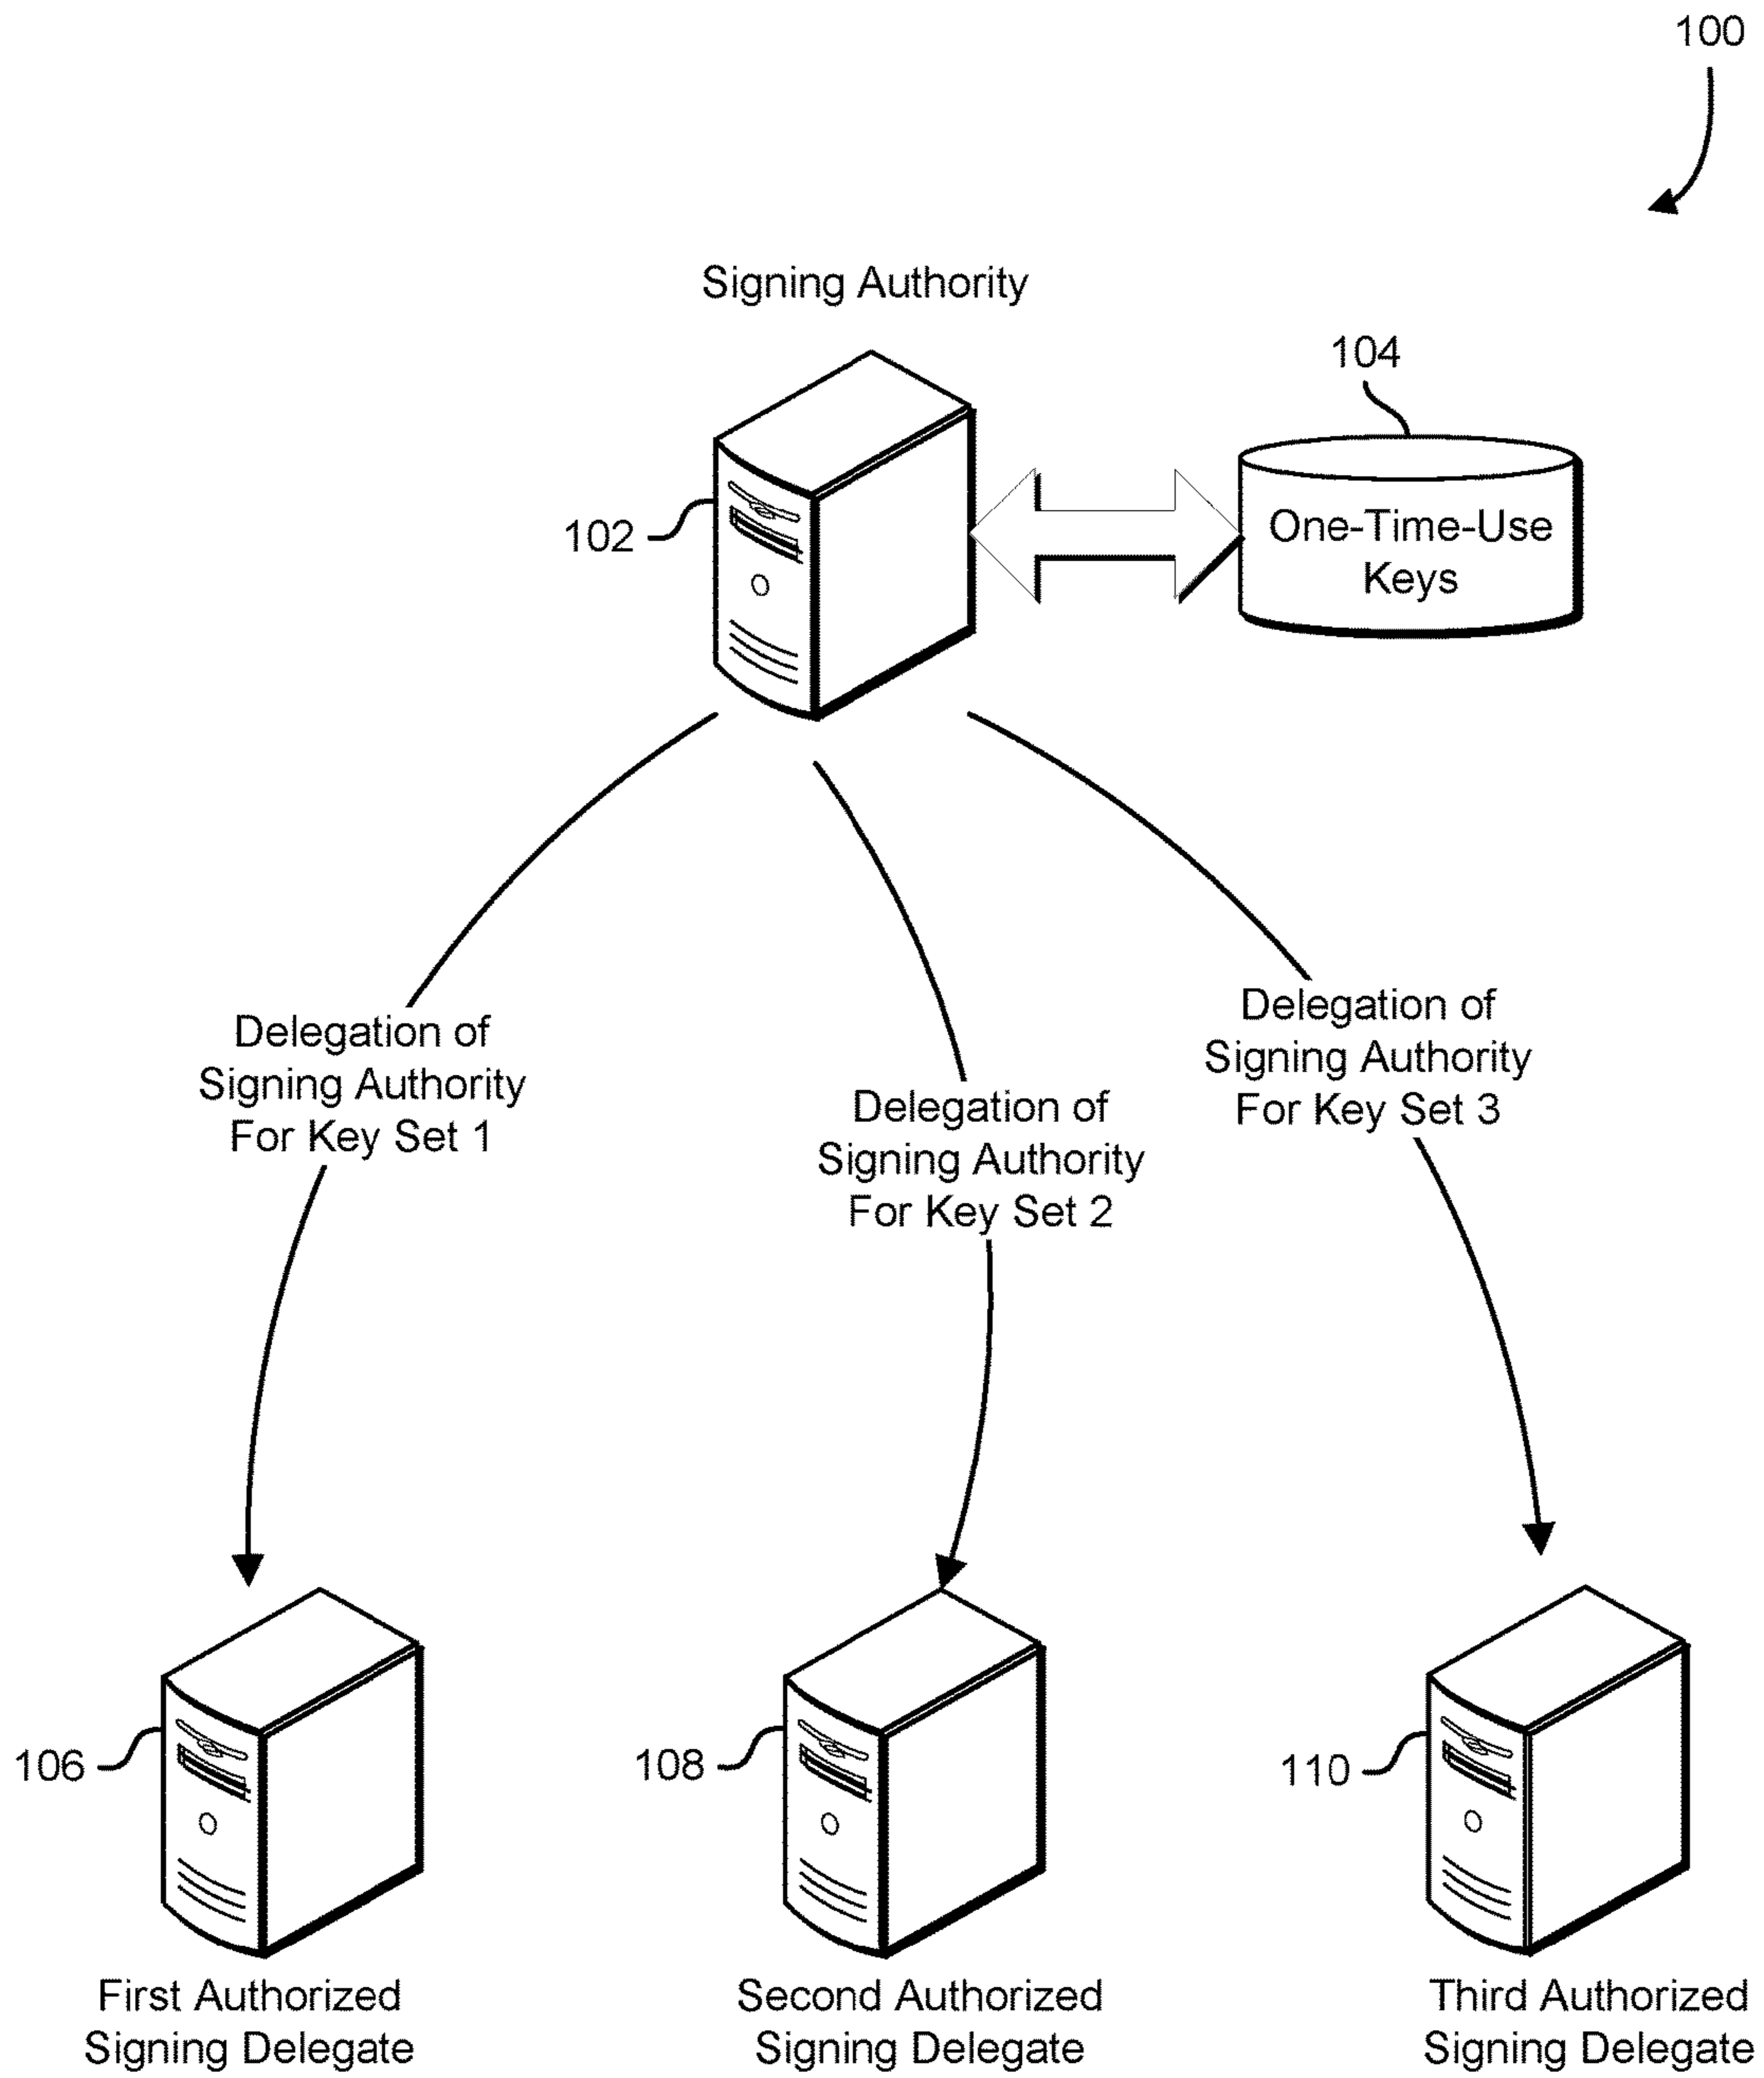 100
Signing Authority
104
One-Time-Use
Keys
102
Delegation of
Signing Authority
For Key Set 1
Delegation of
Signing Authority
For Key Set 2
Delegation of
Signing Authority
For Key Set 3
106
108
110
First Authorized
Signing Delegate
Second Authorized
Signing Delegate
Third Authorized
Signing Delegate